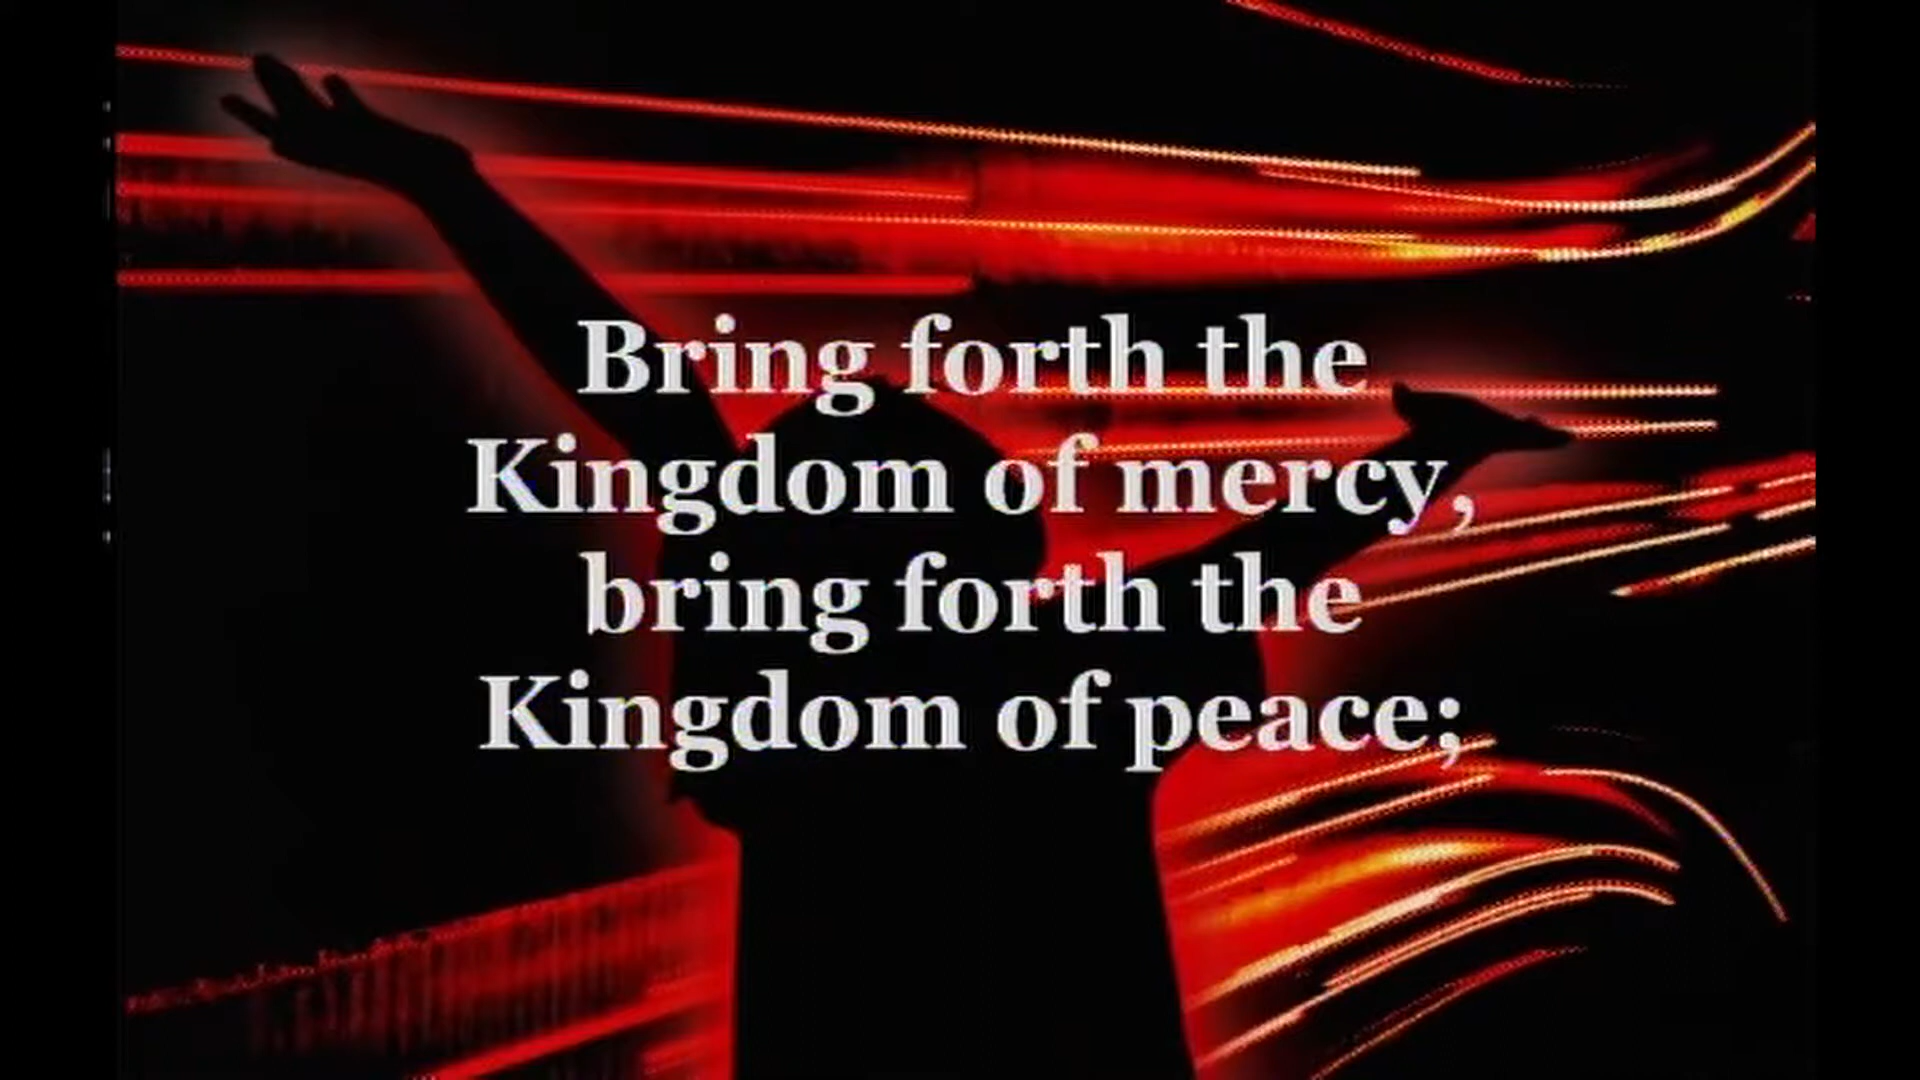 Bring forth the
Kingdom of mercy,
bring forth the
Kingdom of peace;